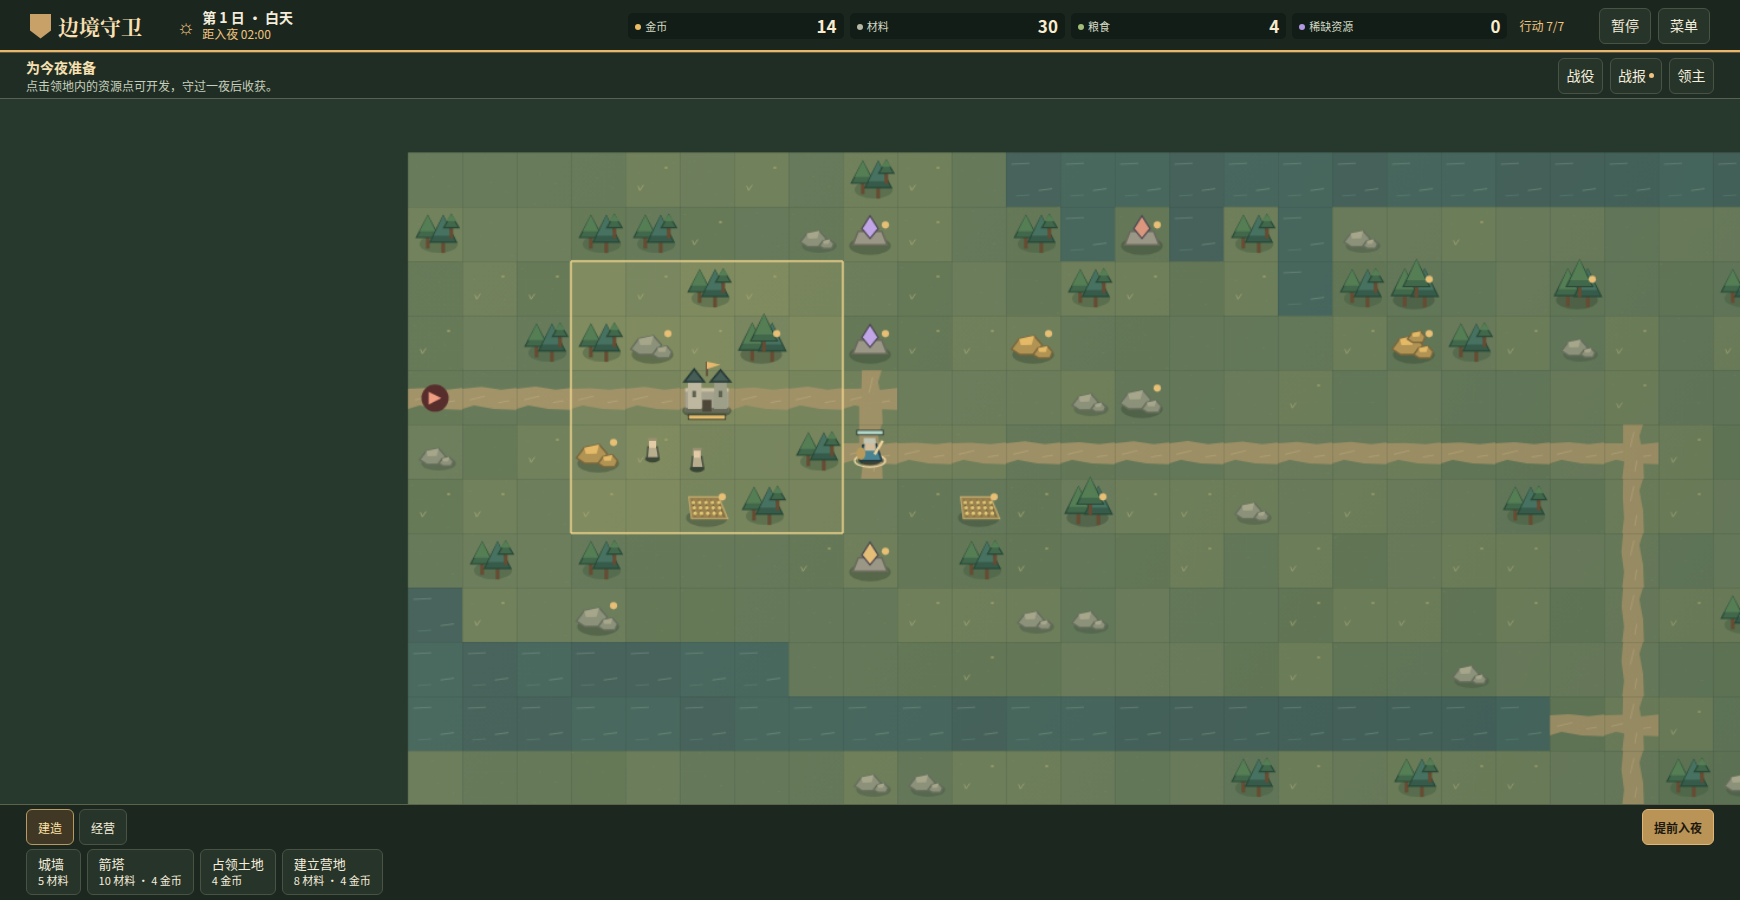 边境守卫
第 1 日 · 白天
距入夜 02:00
金币 14
材料 30
粮食 4
稀缺资源 0
行动 7/7
暂停
菜单
为今夜准备
点击领地内的资源点可开发，守过一夜后收获。
战役
战报
领主
建造
经营
提前入夜
城墙
5 材料
箭塔
10 材料 · 4 金币
占领土地
4 金币
建立营地
8 材料 · 4 金币